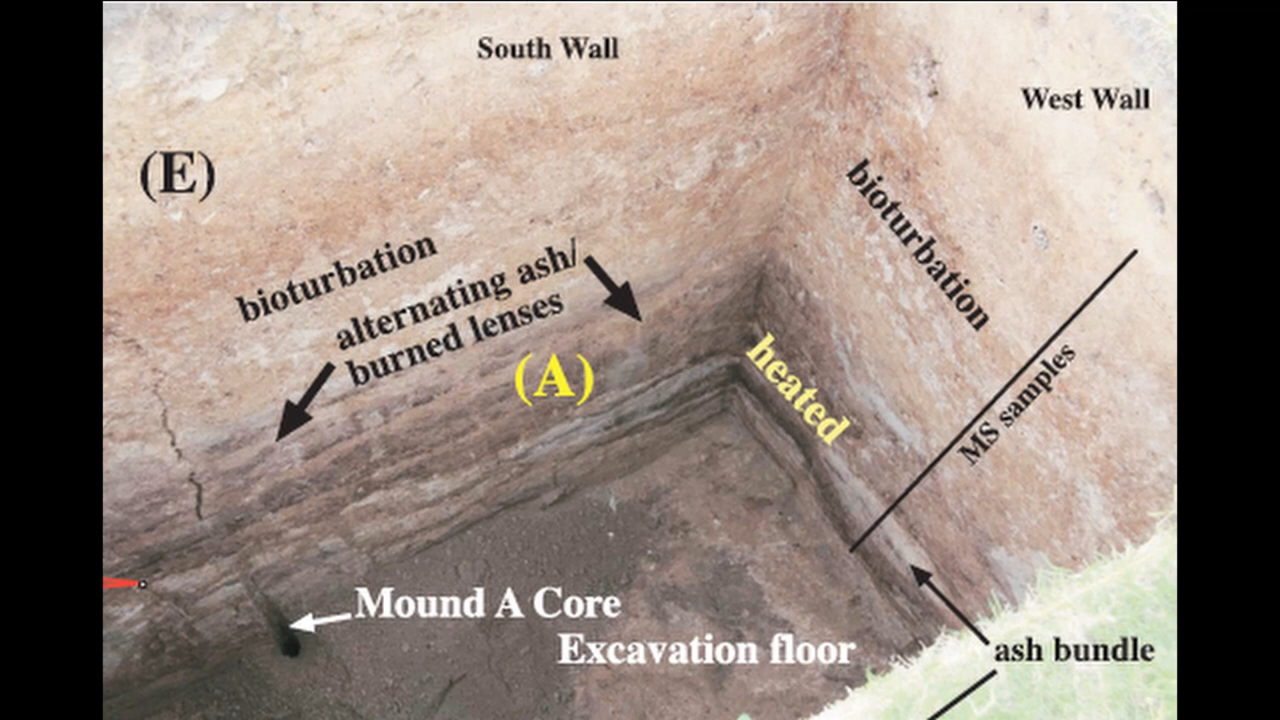 South Wall
West Wall
(E)
bioturbation
bioturbation
alternating ash/
burned lenses
(A)
heated
MS samples
Mound A Core
Excavation floor
ash bundle